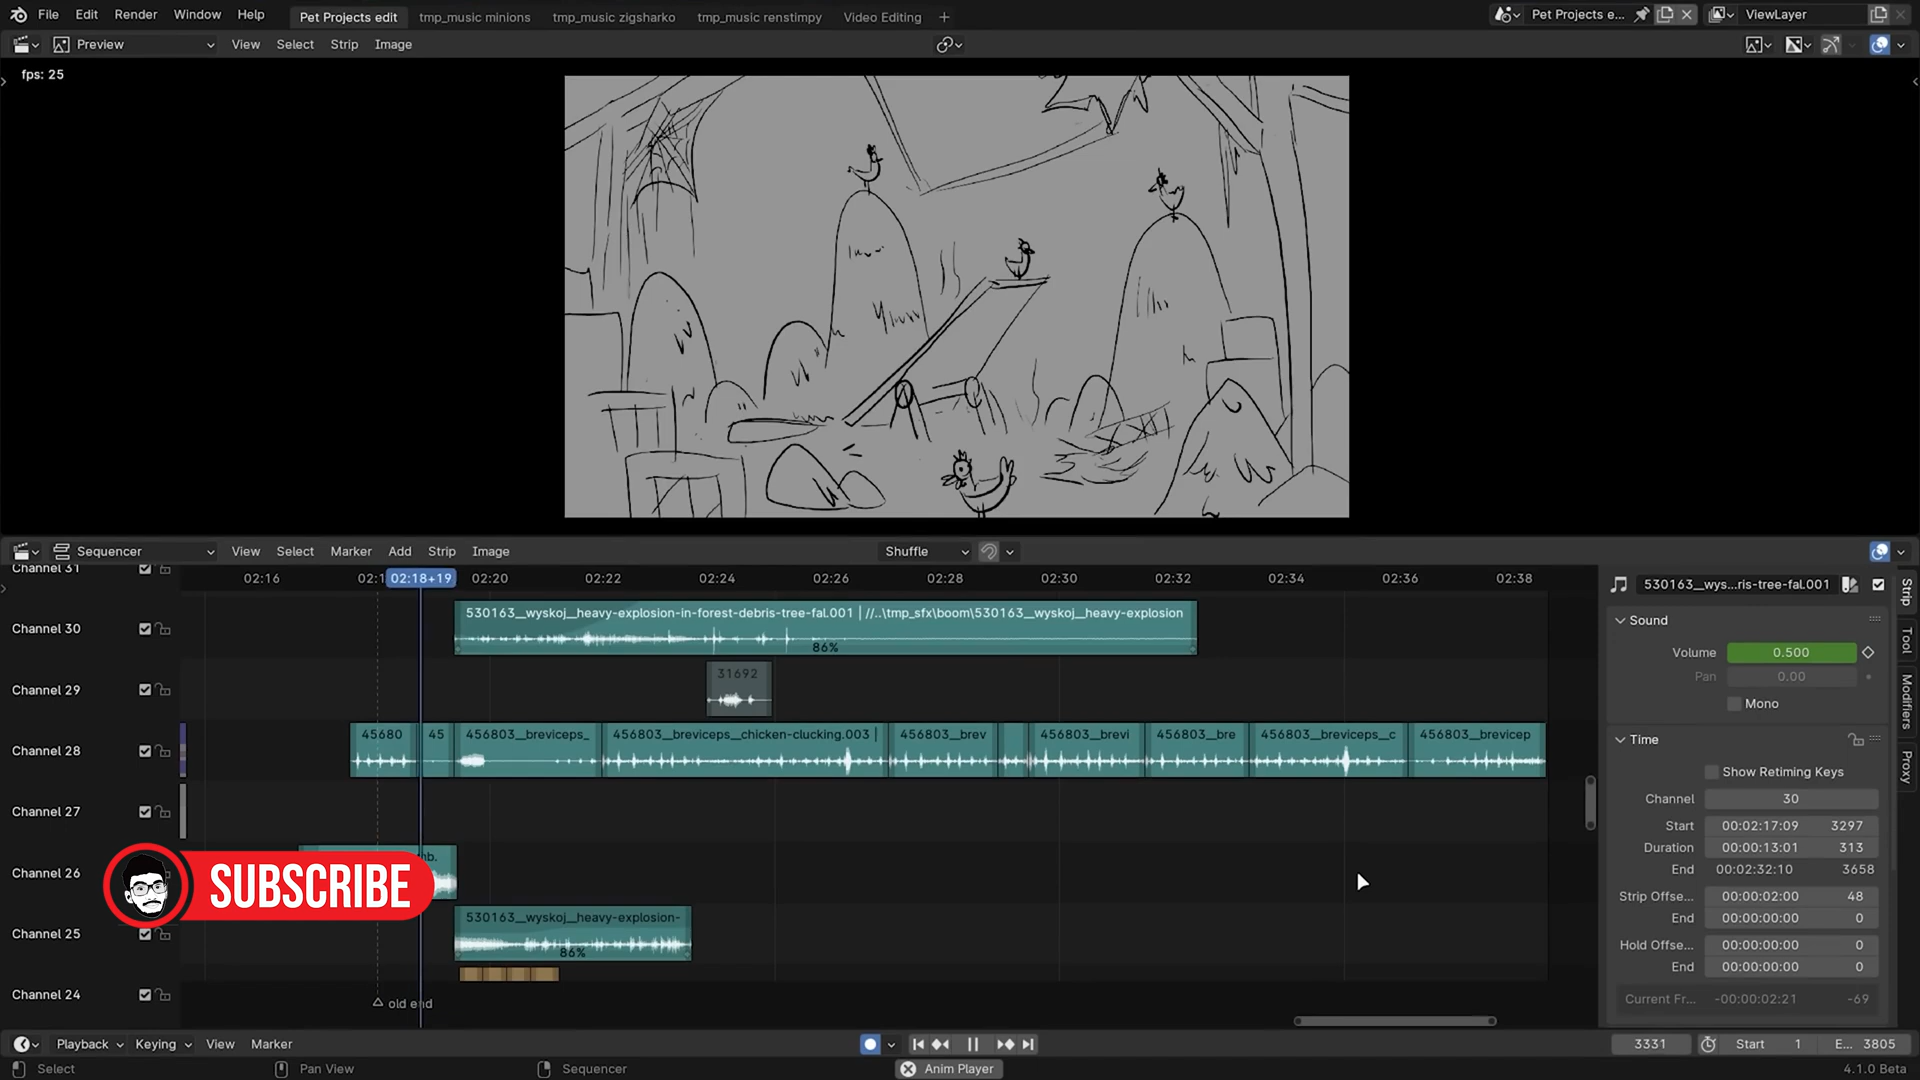 File Edit Render Window Help Pet Projects edit tmp_music minions tmp_music zigsharko tmp_music renstimpy Video Editing + Pet Projects e... ViewLayer
Preview View Select Strip Image
fps: 25
Sequencer View Select Marker Add Strip Image Shuffle
Channel 31
02:16 02:1 02:18+19 02:20 02:22 02:24 02:26 02:28 02:30 02:32 02:34 02:36 02:38
530163__wys...ris-tree-fal.001
Strip
Tool
Modifiers
Proxy
Channel 30
530163__wyskoj__heavy-explosion-in-forest-debris-tree-fal.001 | //..\tmp_sfx\boom\530163__wyskoj__heavy-explosion
86%
Channel 29
31692
Channel 28
45680 45 456803__breviceps_ 456803__breviceps__chicken-clucking.003 | 456803__brev 456803__brevi 456803__bre 456803__breviceps__c 456803__brevicep
Channel 27
Channel 26
nb.
SUBSCRIBE
Channel 25
530163__wyskoj__heavy-explosion-
86%
Channel 24
old end
Sound
Volume 0.500
Pan 0.00
Mono
Time
Show Retiming Keys
Channel 30
Start 00:02:17:09 3297
Duration 00:00:13:01 313
End 00:02:32:10 3658
Strip Offse... 00:00:02:00 48
End 00:00:00:00 0
Hold Offse... 00:00:00:00 0
End 00:00:00:00 0
Current Fr... -00:00:02:21 -69
Playback Keying View Marker 3331 Start 1 E... 3805
Select Pan View Sequencer Anim Player 4.1.0 Beta